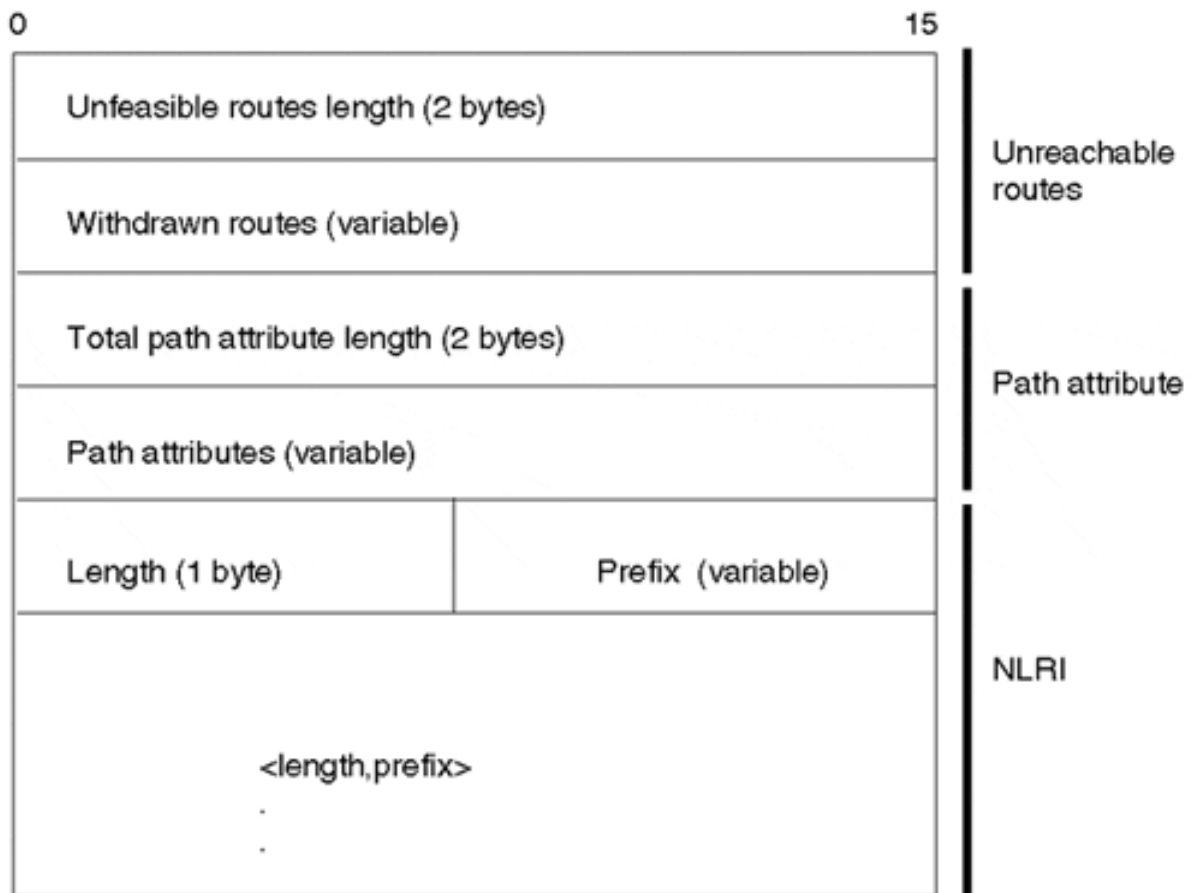 0 15
Unfeasible routes length (2 bytes)
Unreachable
routes
Withdrawn routes (variable)
Total path attribute length (2 bytes)
Path attribute
Path attributes (variable)
Length (1 byte) Prefix (variable)
NLRI
<length,prefix>
.
.